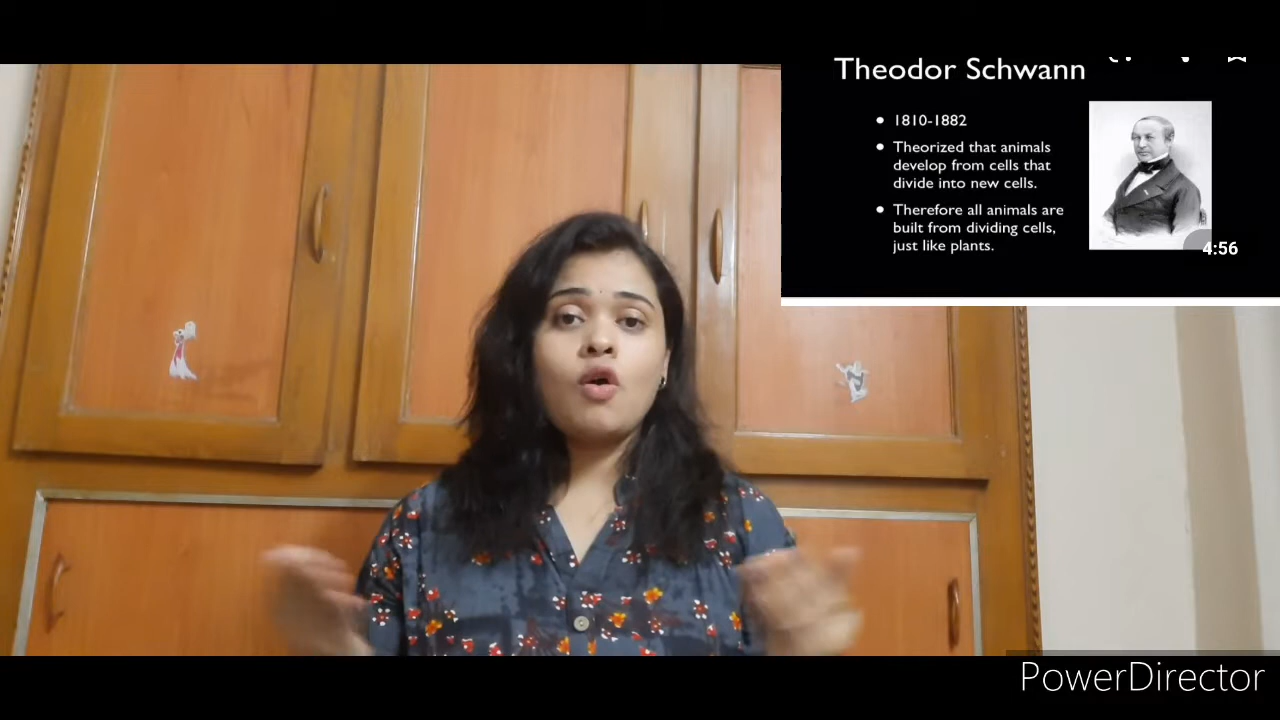 Theodor Schwann
1810-1882
Theorized that animals
develop from cells that
divide into new cells.
Therefore all animals are
built from dividing cells,
just like plants.
4:56
PowerDirector